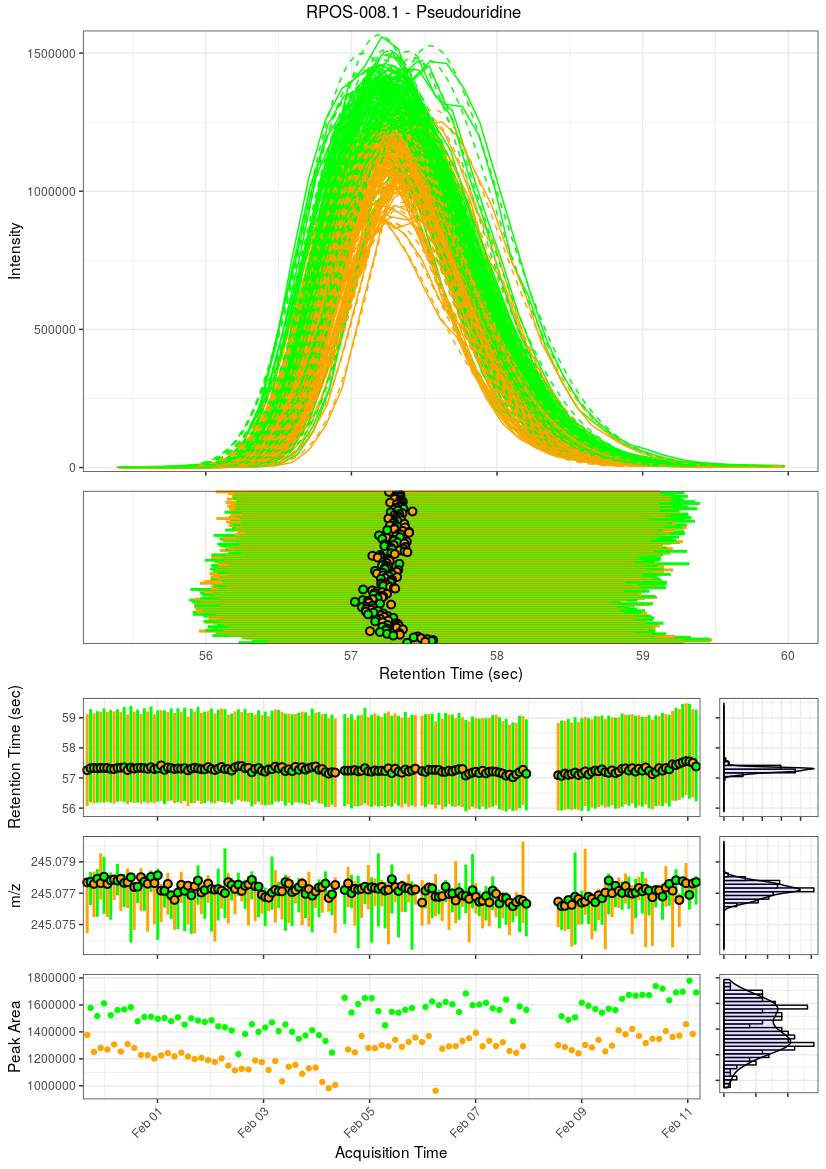 RPOS-008.1 - Pseudouridine
1500000
1000000
500000
0
Intensity
56 57 58 59 60
Retention Time (sec)
59
58
57
56
Retention Time (sec)
245.079
245.077
245.075
m/z
1800000
1600000
1400000
1200000
1000000
Peak Area
Feb 01 Feb 03 Feb 05 Feb 07 Feb 09 Feb 11
Acquisition Time